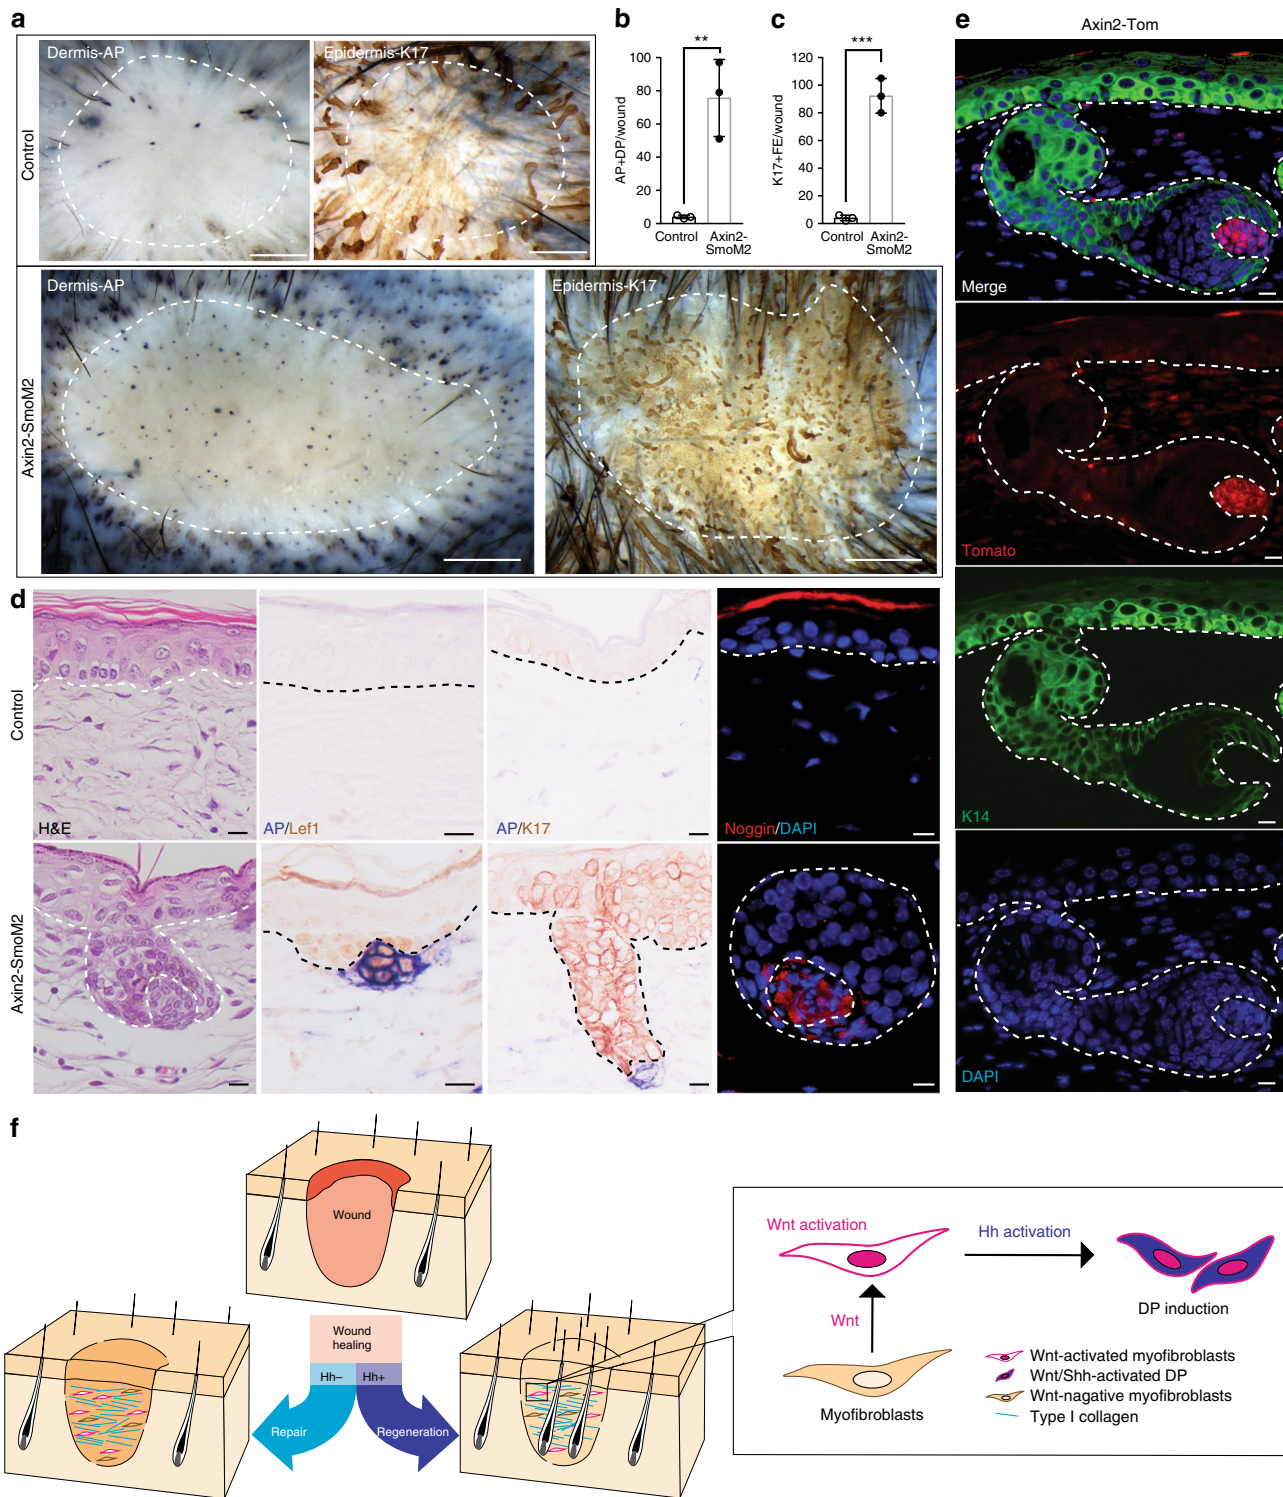 a
Dermis-AP
Epidermis-K17
Control
Dermis-AP
Epidermis-K17
Axin2-SmoM2
b
**
AP+DP/wound
100
80
60
40
20
0
Control
Axin2-
SmoM2
c
***
K17+FE/wound
120
100
80
60
40
20
0
Control
Axin2-
SmoM2
d
Control
H&E
AP/Lef1
AP/K17
Noggin/DAPI
Axin2-SmoM2
e
Axin2-Tom
Merge
Tomato
K14
DAPI
f
Wound
Wound
healing
Hh–
Hh+
Repair
Regeneration
Wnt activation
Hh activation
DP induction
Wnt
Myofibroblasts
Wnt-activated myofibroblasts
Wnt/Shh-activated DP
Wnt-nagative myofibroblasts
Type I collagen